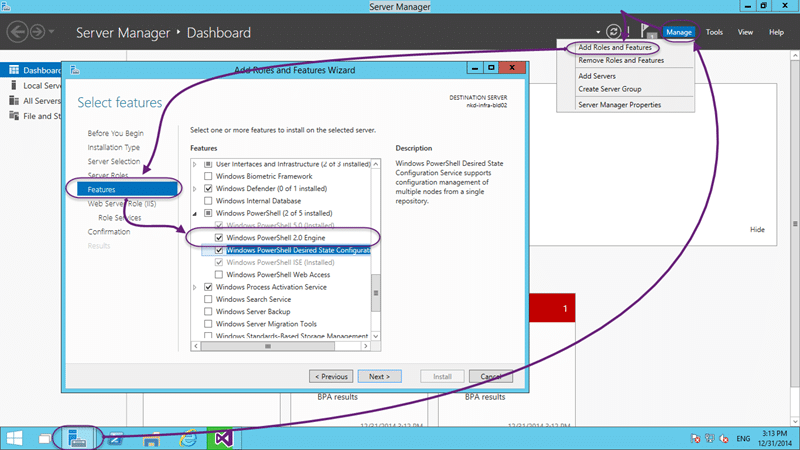 Server Manager
Server Manager • Dashboard
Manage
Tools
View
Help
1
Add Roles and Features
Remove Roles and Features
Add Servers
Create Server Group
Server Manager Properties
Dashboard
Local Serve
All Servers
File and St
Hide
Add Roles and Features Wizard
Select features
DESTINATION SERVER
nkd-infra-bld02
Before You Begin
Installation Type
Server Selection
Server Roles
Features
Web Server Role (IIS)
Role Services
Confirmation
Results
Select one or more features to install on the selected server.
Features
User Interfaces and Infrastructure (2 of 3 installed)
Windows Biometric Framework
Windows Defender (0 of 1 installed)
Windows Internal Database
Windows PowerShell (2 of 5 installed)
Windows PowerShell 5.0 (Installed)
Windows PowerShell 2.0 Engine
Windows PowerShell Desired State Configurati
Windows PowerShell ISE (Installed)
Windows PowerShell Web Access
Windows Process Activation Service
Windows Search Service
Windows Server Backup
Windows Server Migration Tools
Windows Standards-Based Storage Management
Description
Windows PowerShell Desired State
Configuration Service supports
configuration management of
multiple nodes from a single
repository.
< Previous
Next >
Install
Cancel
1
BPA results
BPA results
12/31/2014 3:13 PM
ENG
3:13 PM
12/31/2014